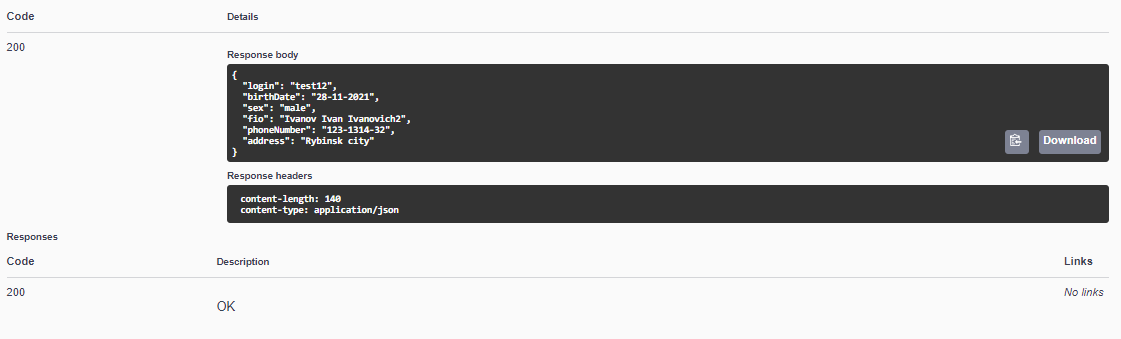 Code Details
200
Response body
{
"login": "test12",
"birthDate": "28-11-2021",
"sex": "male",
"fio": "Ivanov Ivan Ivanovich2",
"phoneNumber": "123-1314-32",
"address": "Rybinsk city"
}
Download
Response headers
content-length: 140
content-type: application/json
Responses
Code Description Links
200 No links
OK